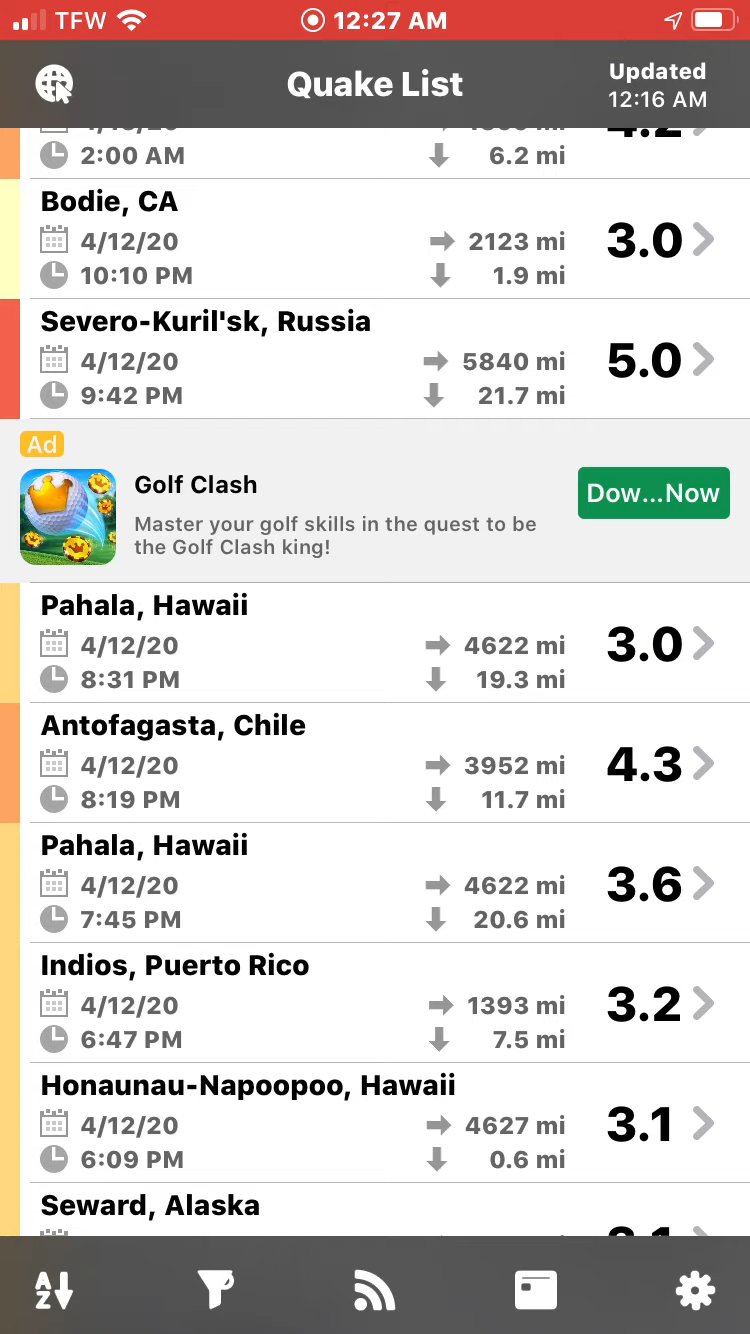 TFW 12:27 AM
Quake List
Updated
12:16 AM
2:00 AM 6.2 mi
Bodie, CA
4/12/20 2123 mi 3.0
10:10 PM 1.9 mi
Severo-Kuril'sk, Russia
4/12/20 5840 mi 5.0
9:42 PM 21.7 mi
Ad
Golf Clash
Master your golf skills in the quest to be
the Golf Clash king!
Dow...Now
Pahala, Hawaii
4/12/20 4622 mi 3.0
8:31 PM 19.3 mi
Antofagasta, Chile
4/12/20 3952 mi 4.3
8:19 PM 11.7 mi
Pahala, Hawaii
4/12/20 4622 mi 3.6
7:45 PM 20.6 mi
Indios, Puerto Rico
4/12/20 1393 mi 3.2
6:47 PM 7.5 mi
Honaunau-Napoopoo, Hawaii
4/12/20 4627 mi 3.1
6:09 PM 0.6 mi
Seward, Alaska
A
Z